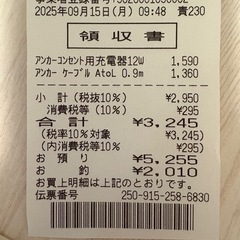 2025年09月15日(月) 09:48 責230
領収書
アンカーコンセント用充電器12W 1,590
アンカー ケーブル AtoL 0.9m 1,360
小 計(税抜10%) ¥2,950
消費税等(10%) ¥295
合 計 ¥3,245
(税率10%対象 ¥3,245)
(内消費税等10% ¥295)
お 預 り ¥5,255
お 釣 ¥2,010
お買上明細は上記のとおりです。
伝票番号 250-915-258-6830